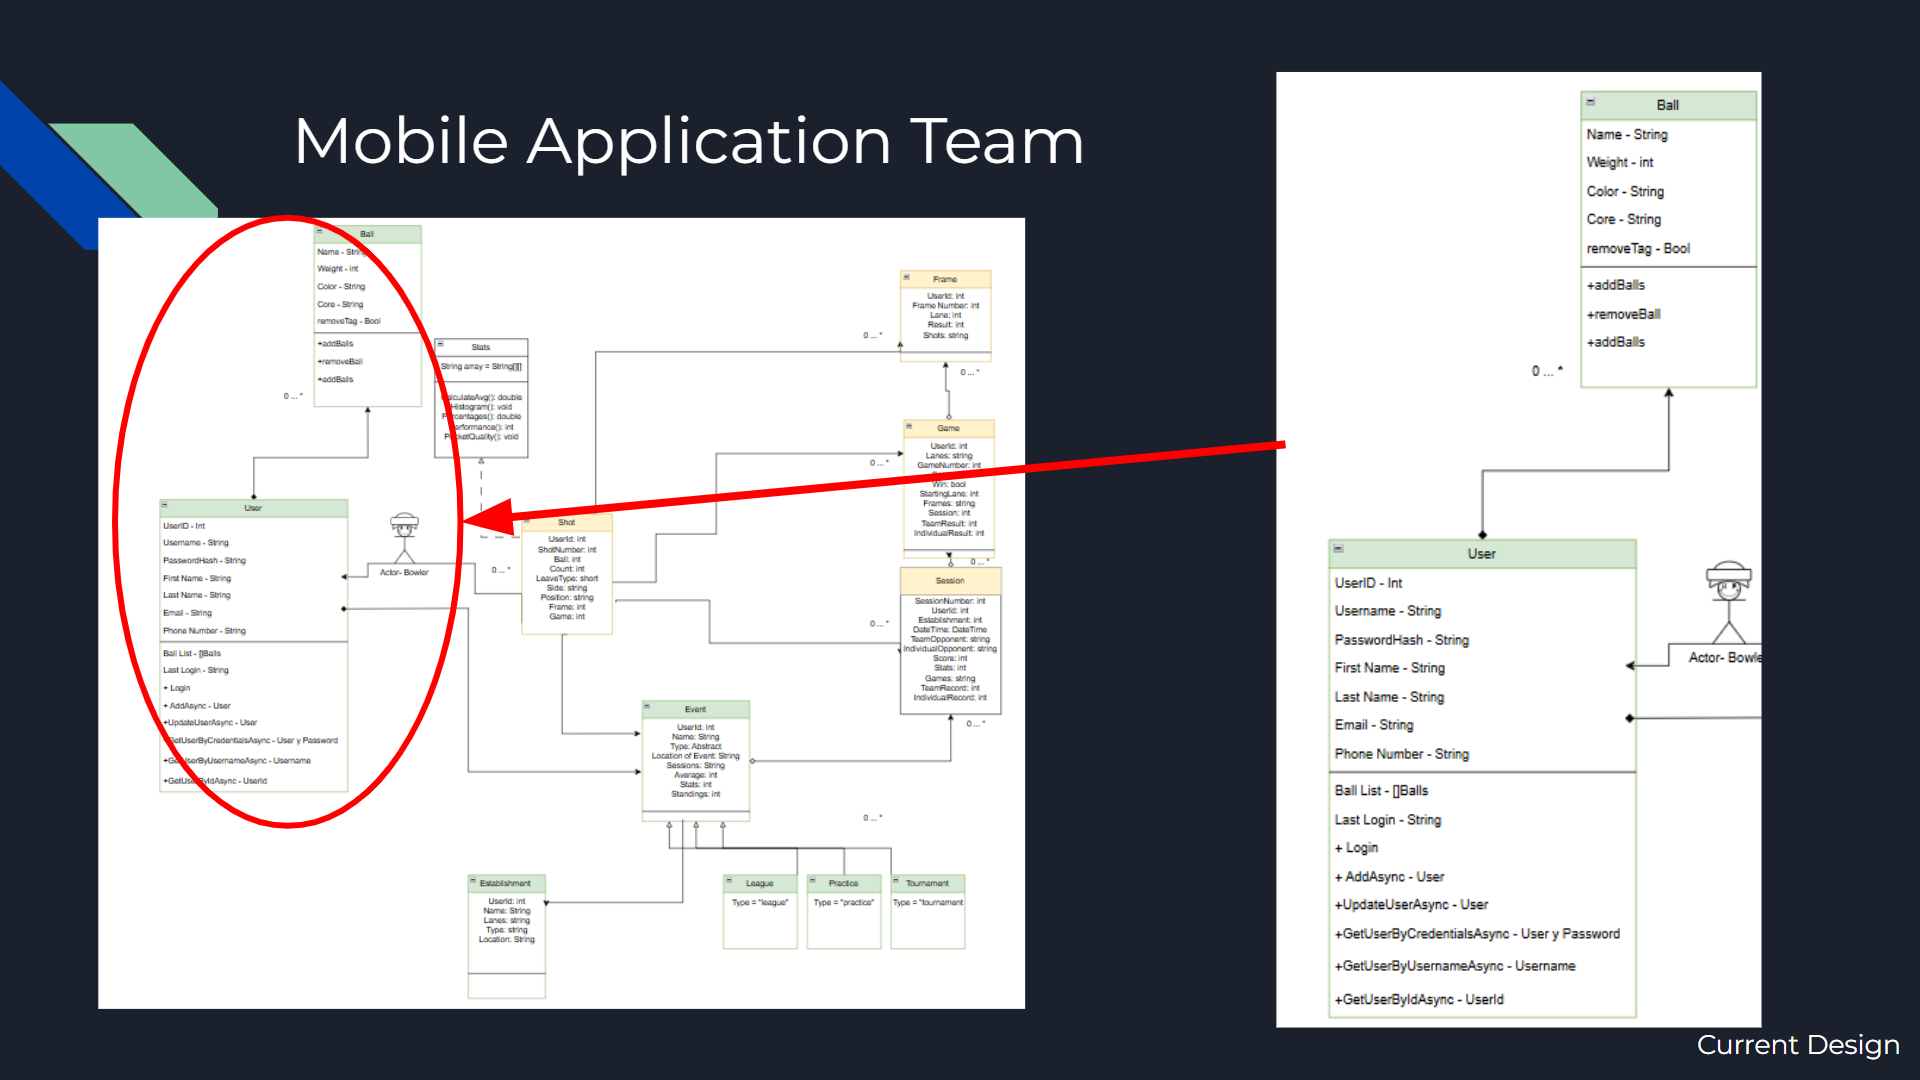 Mobile Application Team
Ball
Name - String
Weight - int
Color - String
Core - String
removeTag - Bool
+addBalls
+removeBall
+addBalls
0 ... *
Stats
String array = String[][]
Histogram(): void
User
UserID - Int
Username - String
PasswordHash - String
First Name - String
Last Name - String
Email - String
Phone Number - String
Ball List - []Balls
Last Login - String
+ Login
+ AddAsync - User
+UpdateUserAsync - User
GetUserByCredentialsAsync - User y Password
+GetUserByUsernameAsync - Username
+GetUserByIdAsync - UserId
Actor- Bowler
0 ... *
Shot
UserId: int
ShotNumber: int
Ball: int
Count: int
LeaveType: short
Side: string
Position: string
Frame: int
Game: int
0 ... *
Frame
UserId: int
Frame Number: int
Lane: int
Result: int
Shots: string
0 ... *
0 ... *
Game
UserId: int
Lanes: string
GameNumber: int
Win: bool
StartingLane: int
Frames: string
Session: int
TeamResult: int
IndividualResult: int
0 ... *
0 ... *
Session
SessionNumber: int
UserId: int
Establishment: int
DateTime: DateTime
TeamOpponent: string
IndividualOpponent: string
Score: int
Stats: int
Games: string
TeamRecord: int
IndividualRecord: int
0 ... *
Event
UserId: int
Name: String
Type: Abstract
Location of Event: String
Sessions: String
Average: int
Stats: int
Standings: int
0 ... *
Establishment
UserId: int
Name: String
Lanes: string
Type: string
Location: String
League
Type = "league"
Practice
Type = "practice"
Tournament
Type = "tournament
Ball
Name - String
Weight - int
Color - String
Core - String
removeTag - Bool
+addBalls
+removeBall
+addBalls
0 ... *
User
UserID - Int
Username - String
PasswordHash - String
First Name - String
Last Name - String
Email - String
Phone Number - String
Ball List - []Balls
Last Login - String
+ Login
+ AddAsync - User
+UpdateUserAsync - User
+GetUserByCredentialsAsync - User y Password
+GetUserByUsernameAsync - Username
+GetUserByIdAsync - UserId
Actor- Bowle
Current Design